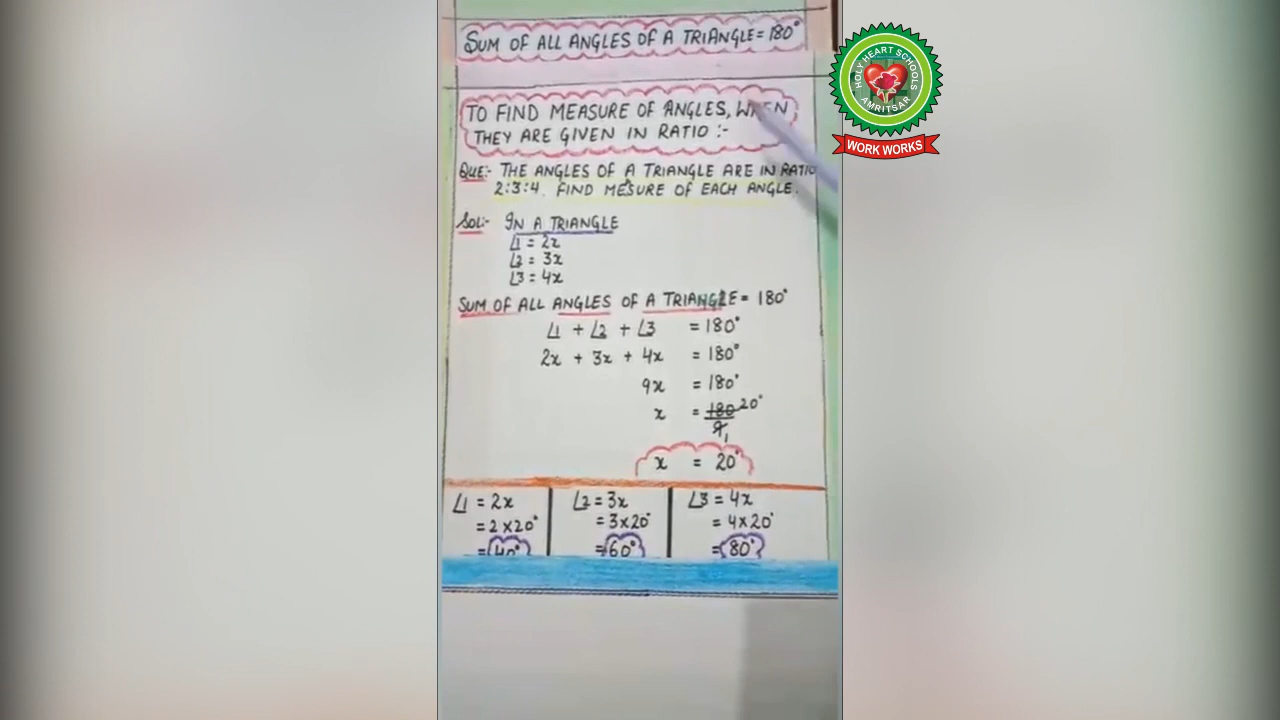 SUM OF ALL ANGLES OF A TRIANGLE = 180°
HOLY HEART SCHOOLS
AMRITSAR
WORK WORKS
TO FIND MEASURE OF ANGLES, WHEN
THEY ARE GIVEN IN RATIO :-
QUE:- THE ANGLES OF A TRIANGLE ARE IN RATIO
2:3:4. FIND MEASURE OF EACH ANGLE.
SOL:- IN A TRIANGLE
∠1 = 2x
∠2 = 3x
∠3 = 4x
SUM OF ALL ANGLES OF A TRIANGLE = 180°
∠1 + ∠2 + ∠3 = 180°
2x + 3x + 4x = 180°
9x = 180°
x = 180 20°
9 1
x = 20°
∠1 = 2x
= 2 × 20°
= 40°
∠2 = 3x
= 3 × 20°
= 60°
∠3 = 4x
= 4 × 20°
= 80°